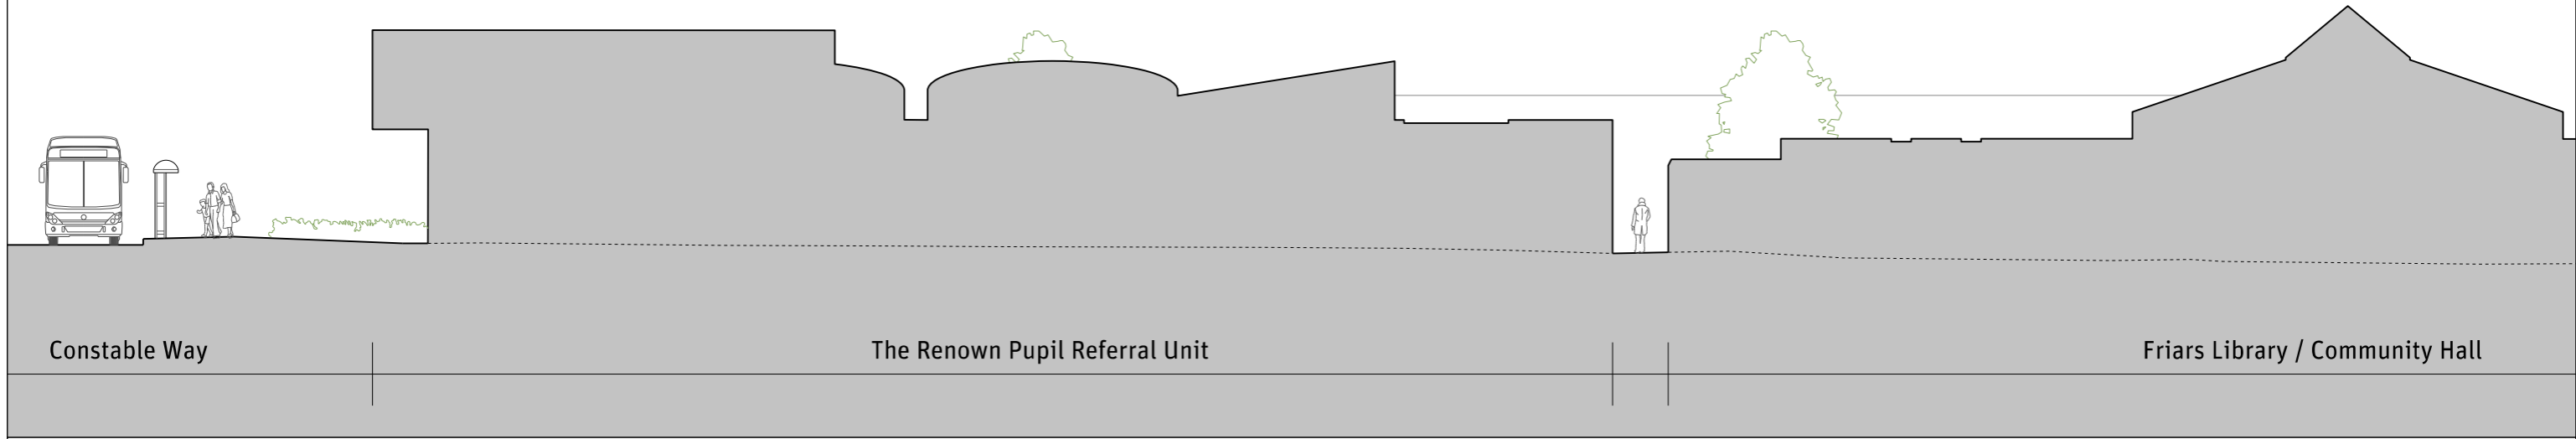 Constable Way
The Renown Pupil Referral Unit
Friars Library / Community Hall